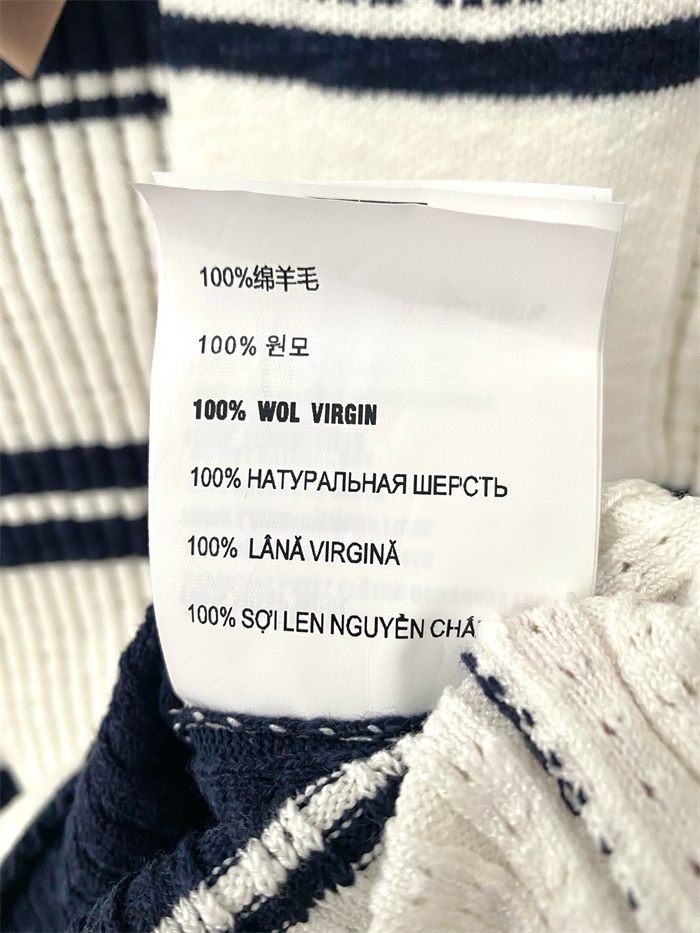 100%绵羊毛
100% 원모
100% WOL VIRGIN
100% НАТУРАЛЬНАЯ ШЕРСТЬ
100% LÂNĂ VIRGINĂ
100% SỢI LEN NGUYÊN